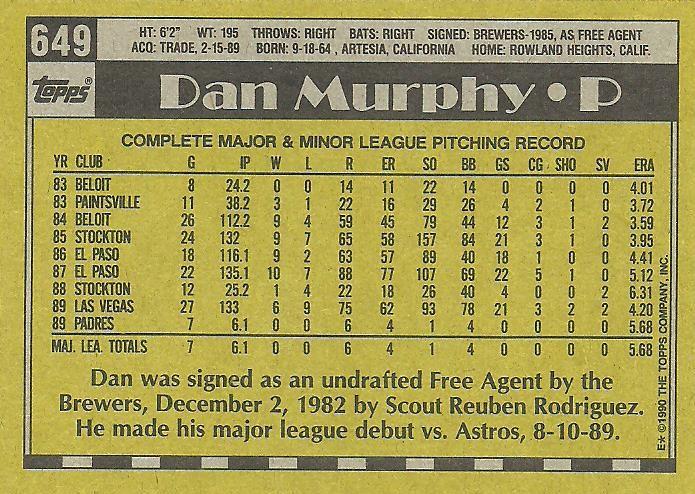 649
HT: 6'2" WT: 195 THROWS: RIGHT BATS: RIGHT SIGNED: BREWERS-1985, AS FREE AGENT
ACQ: TRADE, 2-15-89 BORN: 9-18-64, ARTESIA, CALIFORNIA HOME: ROWLAND HEIGHTS, CALIF.
TOPPS®
Dan Murphy • P
COMPLETE MAJOR & MINOR LEAGUE PITCHING RECORD
YR CLUB G IP W L R ER SO BB GS CG SHO SV ERA
83 BELOIT 8 24.2 0 0 14 11 22 14 0 0 0 0 4.01
83 PAINTSVILLE 11 38.2 3 1 22 16 29 26 4 2 1 0 3.72
84 BELOIT 26 112.2 9 4 59 45 79 44 12 3 1 2 3.59
85 STOCKTON 24 132 9 7 65 58 157 84 21 3 1 0 3.95
86 EL PASO 18 116.1 9 2 63 57 89 40 18 1 0 0 4.41
87 EL PASO 22 135.1 10 7 88 77 107 69 22 5 1 0 5.12
88 STOCKTON 12 25.2 1 4 22 18 26 40 4 0 0 2 6.31
89 LAS VEGAS 27 133 6 9 75 62 93 78 21 3 2 2 4.20
89 PADRES 7 6.1 0 0 6 4 1 4 0 0 0 0 5.68
MAJ. LEA. TOTALS 7 6.1 0 0 6 4 1 4 0 0 0 0 5.68
Dan was signed as an undrafted Free Agent by the
Brewers, December 2, 1982 by Scout Reuben Rodriguez.
He made his major league debut vs. Astros, 8-10-89.
E★ ©1990 THE TOPPS COMPANY, INC.